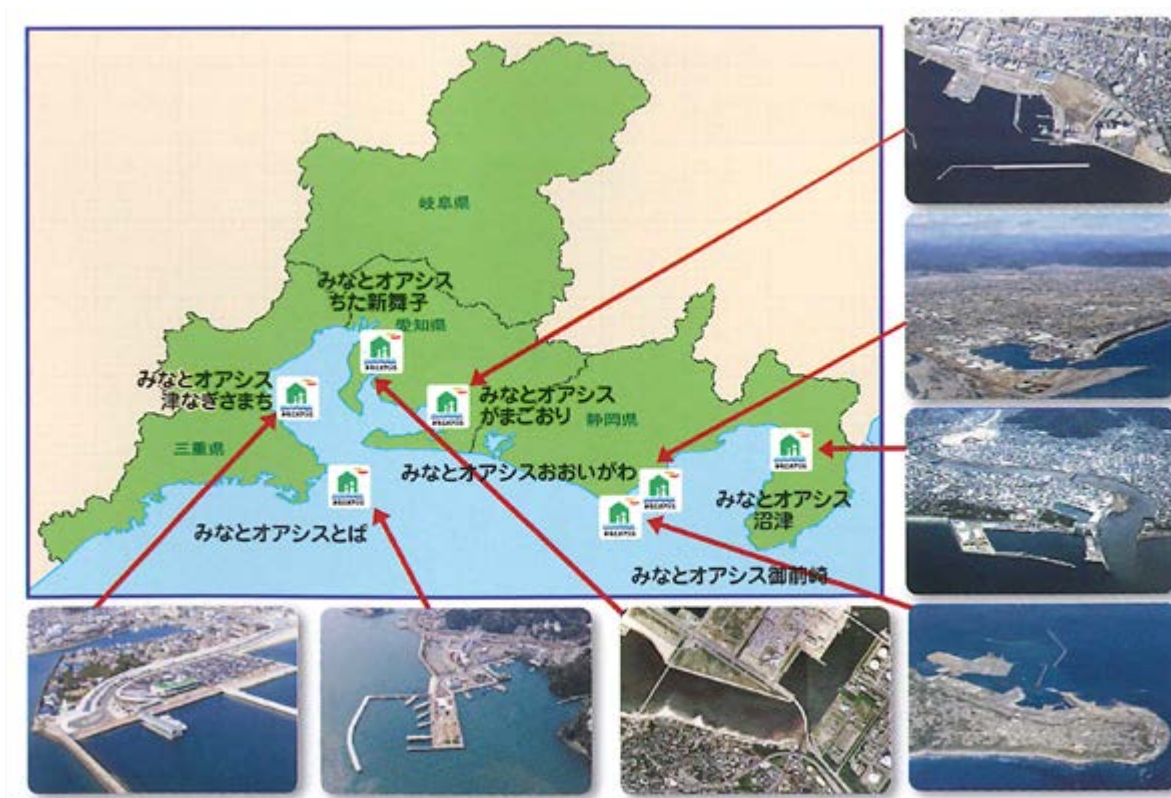 岐阜県
みなとオアシス
ちた新舞子
愛知県
みなとオアシス
津なぎさまち
みなとオアシス
がまごおり
静岡県
三重県
みなとオアシスおおいがわ
みなとオアシス
沼津
みなとオアシスとば
みなとオアシス御前崎